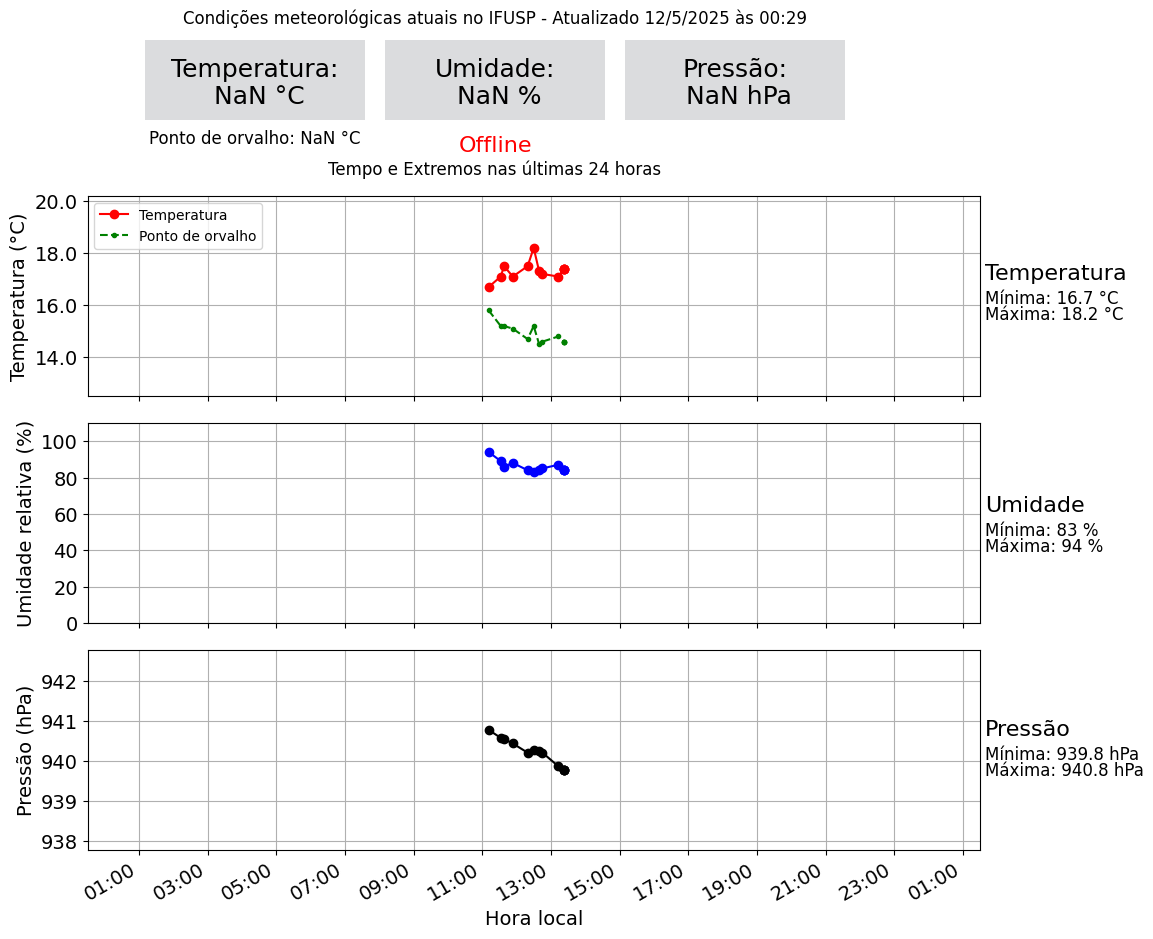 Condições meteorológicas atuais no IFUSP - Atualizado 12/5/2025 às 00:29
Temperatura:
NaN °C
Umidade:
NaN %
Pressão:
NaN hPa
Ponto de orvalho: NaN °C
Offline
Tempo e Extremos nas últimas 24 horas
Temperatura (°C)
20.0
18.0
16.0
14.0
Temperatura
Ponto de orvalho
Temperatura
Mínima: 16.7 °C
Máxima: 18.2 °C
Umidade relativa (%)
100
80
60
40
20
0
Umidade
Mínima: 83 %
Máxima: 94 %
Pressão (hPa)
942
941
940
939
938
Pressão
Mínima: 939.8 hPa
Máxima: 940.8 hPa
01:00
03:00
05:00
07:00
09:00
11:00
13:00
15:00
17:00
19:00
21:00
23:00
01:00
Hora local